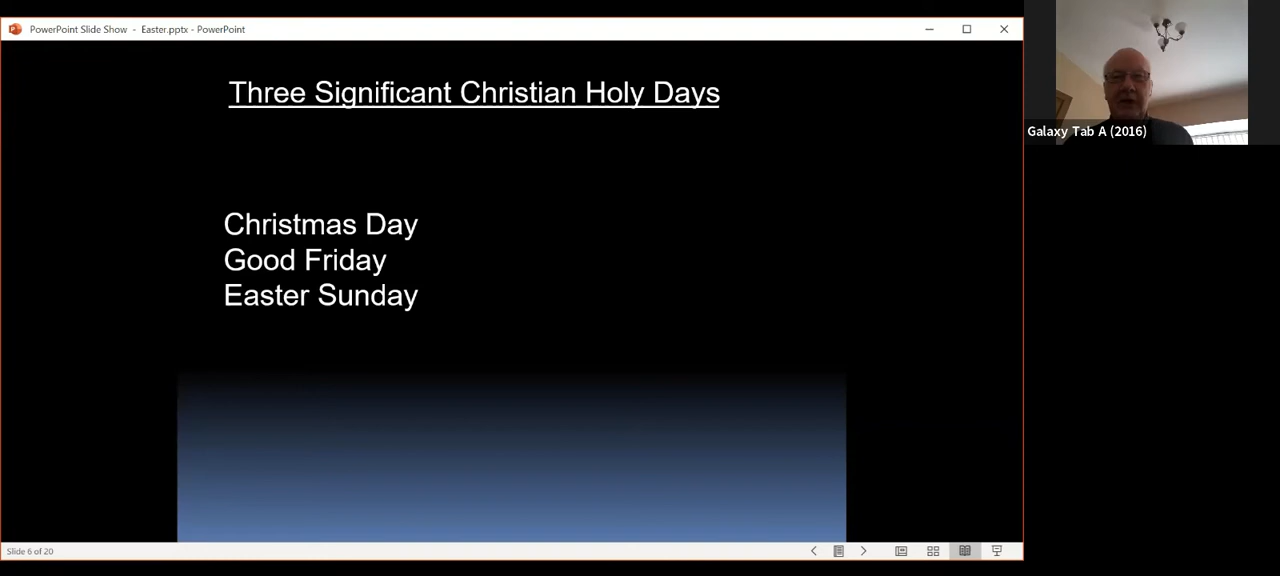 PowerPoint Slide Show - Easter.pptx - PowerPoint
Three Significant Christian Holy Days
Christmas Day
Good Friday
Easter Sunday
Galaxy Tab A (2016)
Slide 6 of 20